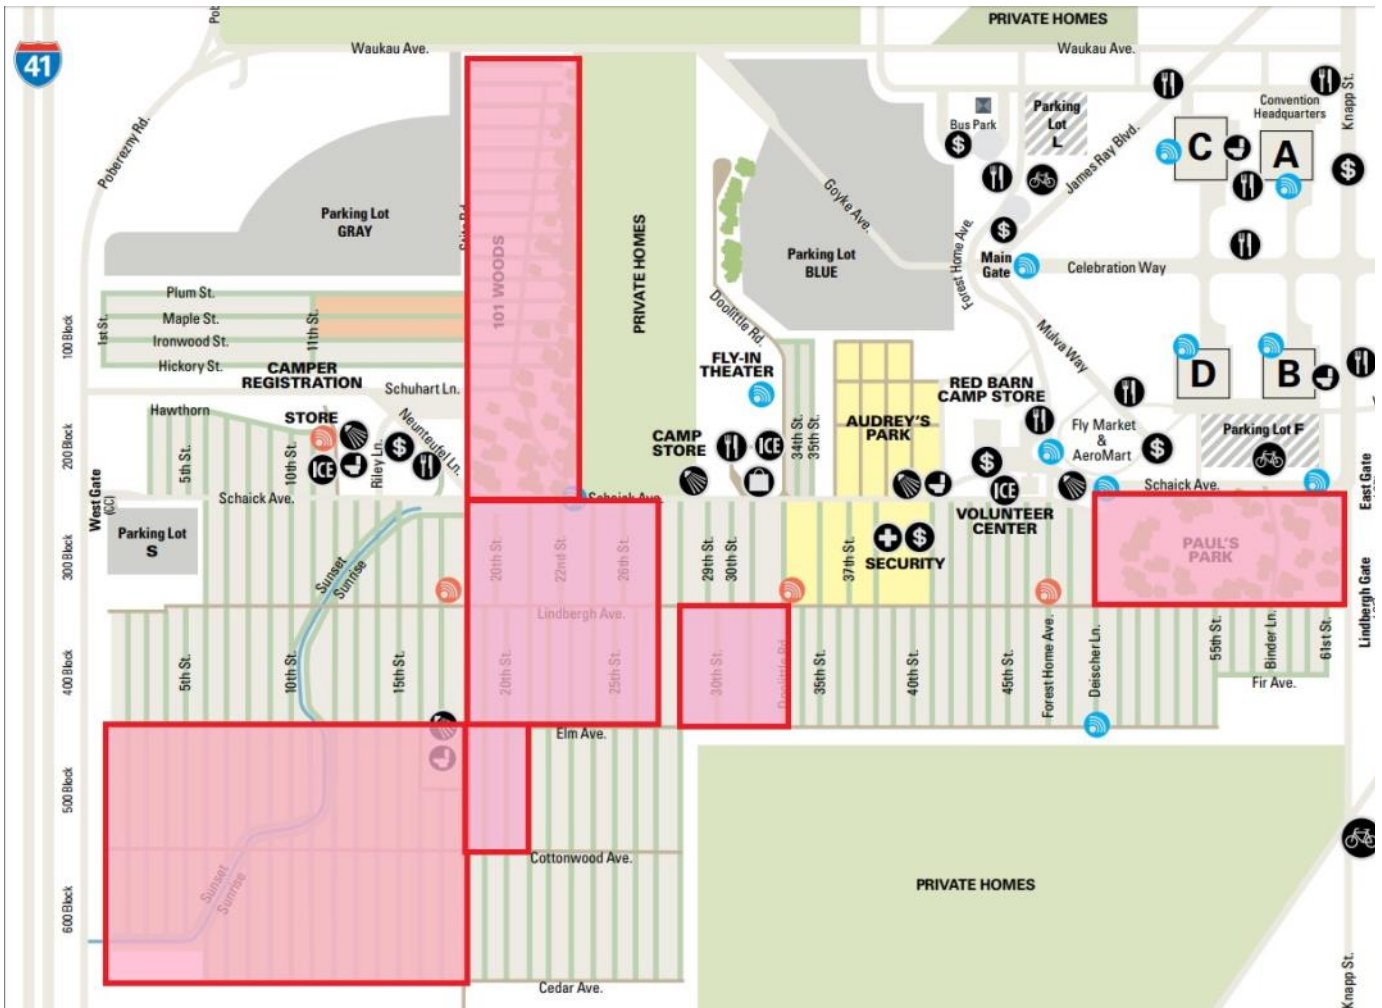 Pob
PRIVATE HOMES
41
Waukau Ave.
Waukau Ave.
Knapp St.
Poberezny Rd.
Bus Park
Parking
Lot
L
Convention
Headquarters
C
A
$
James Ray Blvd.
$
Parking Lot
GRAY
101 WOODS
PRIVATE HOMES
Goyke Ave.
Parking Lot
BLUE
Forest Home Ave.
$
Main
Gate
Celebration Way
100 Block
1st St.
Plum St.
Maple St.
Ironwood St.
Hickory St.
11th St.
Doolittle Rd.
Mulva Way
CAMPER
REGISTRATION
Schuhart Ln.
FLY-IN
THEATER
D
B
RED BARN
CAMP STORE
200 Block
Hawthorn
5th St.
10th St.
STORE
ICE
Riley Ln.
$
Neunteufel Ln.
CAMP
STORE
ICE
34th St.
35th St.
AUDREY'S
PARK
$
ICE
Fly Market
&
AeroMart
$
Parking Lot F
West Gate
(CC)
Schaick Ave.
Schaick Ave.
VOLUNTEER
CENTER
Schaick Ave.
East Gate
300 Block
Parking Lot
S
Sunset
Sunrise
20th St.
22nd St.
26th St.
29th St.
30th St.
37th St.
$
SECURITY
PAUL'S
PARK
Lindbergh Gate
Lindbergh Ave.
400 Block
5th St.
10th St.
15th St.
20th St.
25th St.
30th St.
Doolittle Rd.
35th St.
40th St.
45th St.
Forest Home Ave.
Deischer Ln.
55th St.
Binder Ln.
61st St.
Fir Ave.
Elm Ave.
500 Block
Cottonwood Ave.
600 Block
Sunset
Sunrise
PRIVATE HOMES
Cedar Ave.
Knapp St.